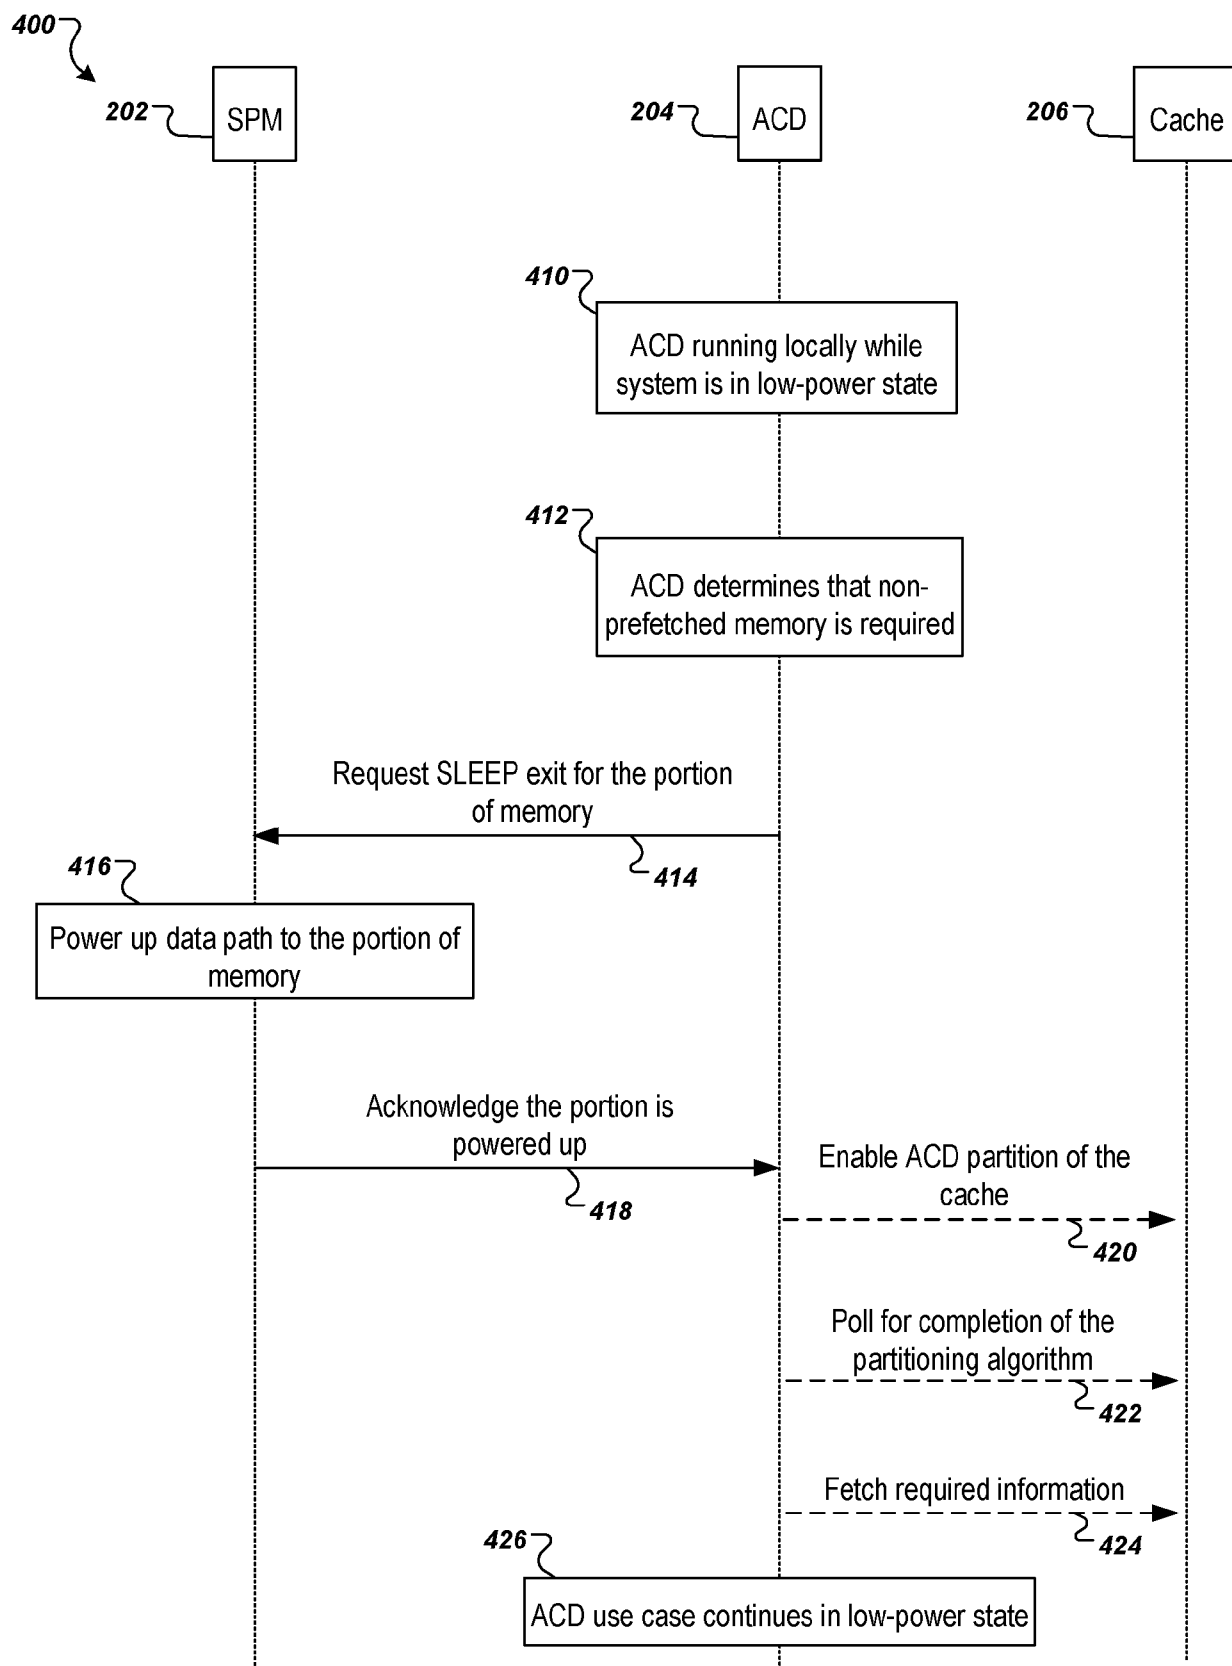 400
202
SPM
204
ACD
206
Cache
410
ACD running locally while
system is in low-power state
412
ACD determines that non-
prefetched memory is required
Request SLEEP exit for the portion
of memory
414
416
Power up data path to the portion of
memory
Acknowledge the portion is
powered up
418
Enable ACD partition of the
cache
420
Poll for completion of the
partitioning algorithm
422
Fetch required information
424
426
ACD use case continues in low-power state